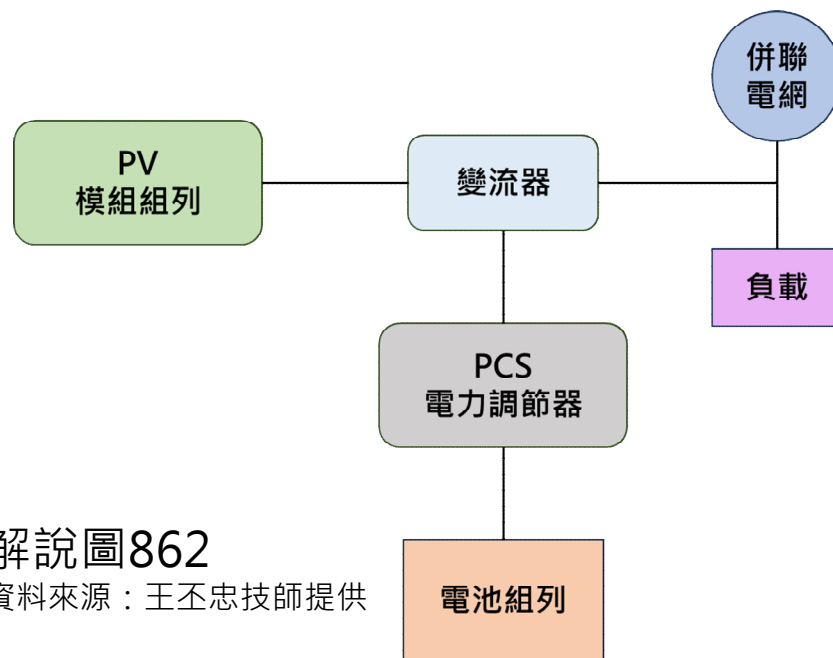 併聯
電網
PV
模組組列
變流器
負載
PCS
電力調節器
電池組列
解說圖862
資料來源：王丕忠技師提供